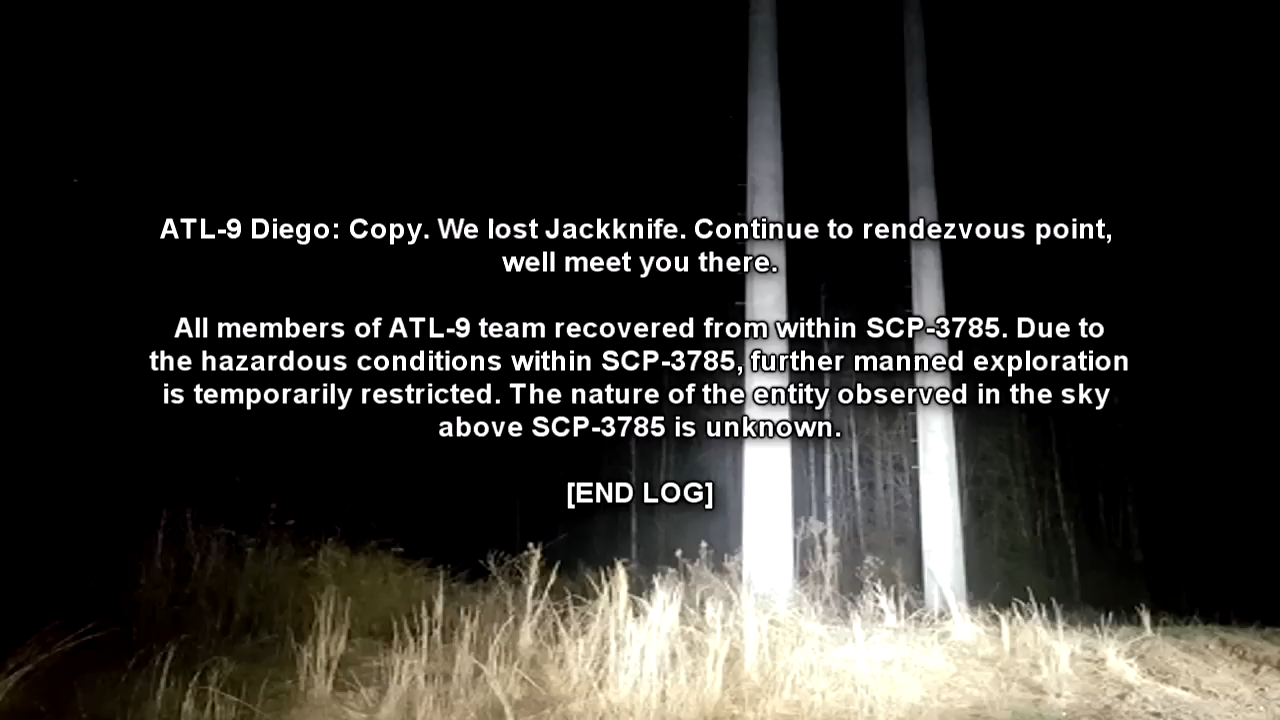 ATL-9 Diego: Copy. We lost Jackknife. Continue to rendezvous point,
well meet you there.
All members of ATL-9 team recovered from within SCP-3785. Due to
the hazardous conditions within SCP-3785, further manned exploration
is temporarily restricted. The nature of the entity observed in the sky
above SCP-3785 is unknown.
[END LOG]